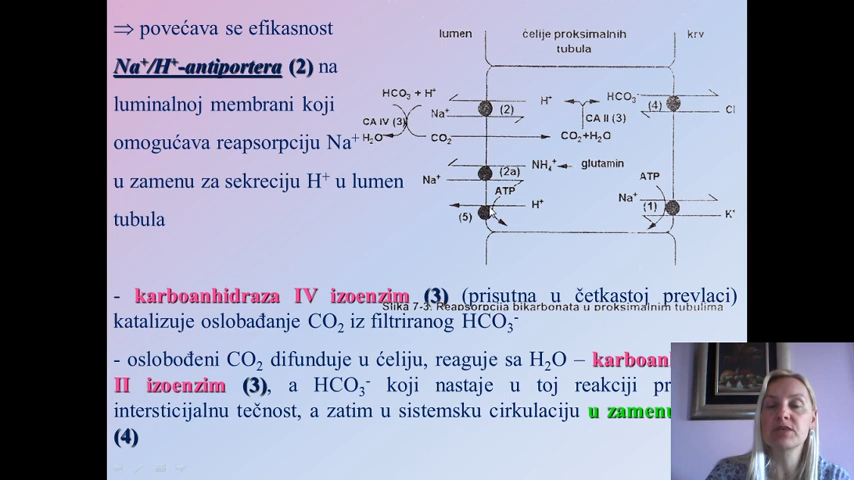 ⇒ povećava se efikasnost
Na⁺/H⁺-antiportera (2) na
luminalnoj membrani koji
omogućava reapsorpciju Na⁺
u zamenu za sekreciju H⁺ u lumen
tubula
lumen
ćelije proksimalnih
tubula
krv
HCO₃⁻ + H⁺
Na⁺
(2)
H⁺
HCO₃⁻
(4)
Cl
CA IV (3)
CA II (3)
H₂O
CO₂
CO₂+H₂O
NH₄⁺
glutamin
(2a)
Na⁺
ATP
ATP
H⁺
(5)
Na⁺
(1)
K⁺
Slika 7-3. Reapsorpcija bikarbonata u proksimalnim tubulima
- karboanhidraza IV izoenzim (3) (prisutna u četkastoj prevlaci)
katalizuje oslobađanje CO₂ iz filtriranog HCO₃⁻
- oslobođeni CO₂ difunduje u ćeliju, reaguje sa H₂O –
II izoenzim (3), a HCO₃⁻ koji nastaje u toj reakciji
intersticijalnu tečnost, a zatim u sistemsku cirkulaciju u zamenu
(4)